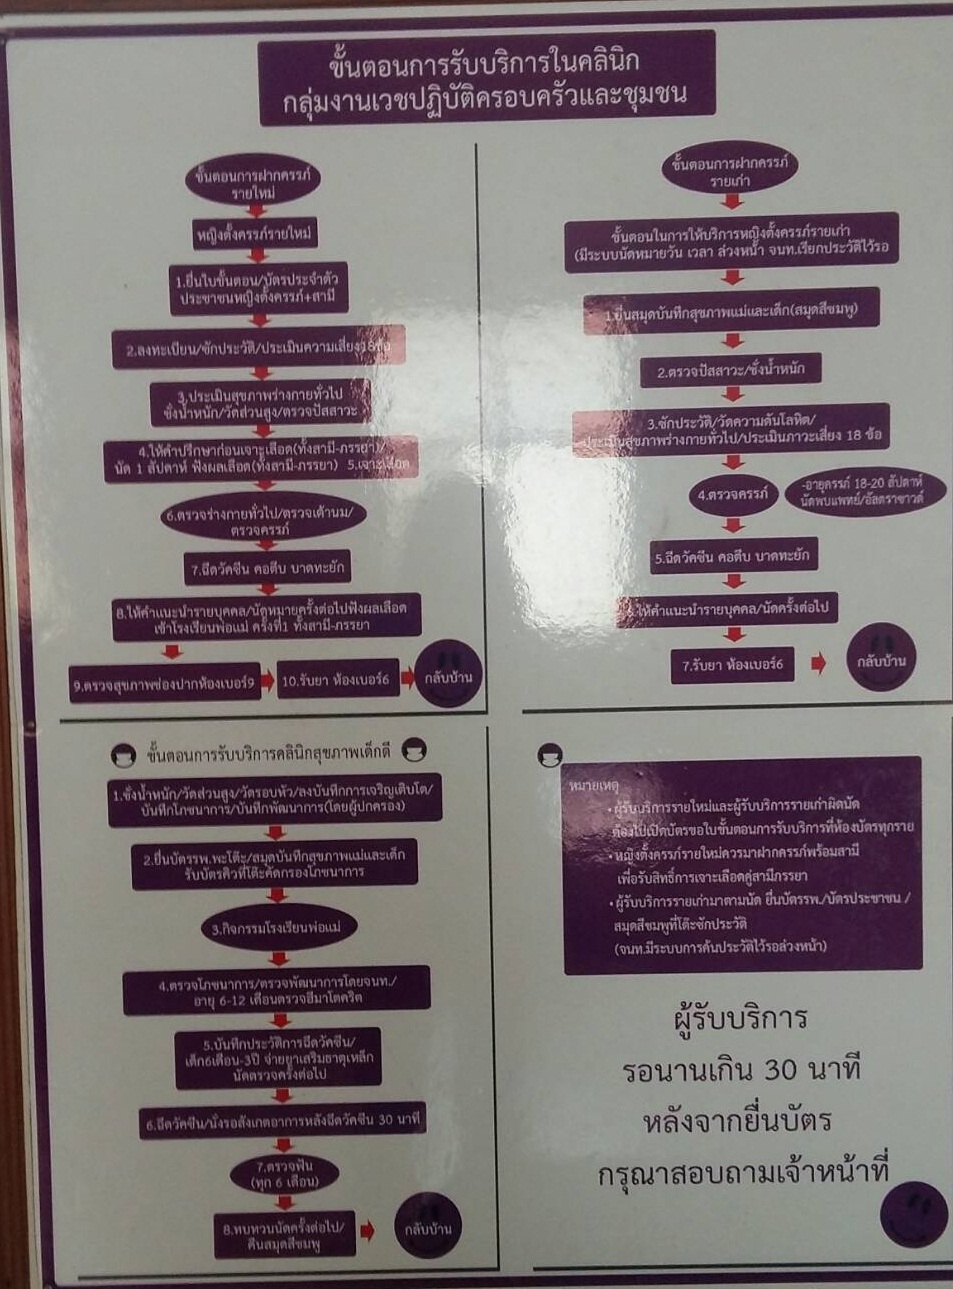 ขั้นตอนการรับบริการในคลินิก
กลุ่มงานเวชปฏิบัติครอบครัวและชุมชน
ขั้นตอนการฝากครรภ์
รายใหม่
หญิงตั้งครรภ์รายใหม่
1.ยื่นใบขั้นตอน/บัตรประจำตัว
ประชาชนหญิงตั้งครรภ์+สามี
2.ลงทะเบียน/ซักประวัติ/ประเมินความเสี่ยง18ข้อ
3.ประเมินสุขภาพร่างกายทั่วไป
ชั่งน้ำหนัก/วัดส่วนสูง/ตรวจปัสสาวะ
4.ให้คำปรึกษาก่อนเจาะเลือด(ทั้งสามี-ภรรยา)/
นัด 1 สัปดาห์ ฟังผลเลือด(ทั้งสามี-ภรรยา) 5.เจาะเลือด
6.ตรวจร่างกายทั่วไป/ตรวจเต้านม/
ตรวจครรภ์
7.ฉีดวัคซีน คอตีบ บาดทะยัก
8.ให้คำแนะนำรายบุคคล/นัดหมายครั้งต่อไปฟังผลเลือด
เข้าโรงเรียนพ่อแม่ ครั้งที่1 ทั้งสามี-ภรรยา
9.ตรวจสุขภาพช่องปากห้องเบอร์9
10.รับยา ห้องเบอร์6
กลับบ้าน
ขั้นตอนการฝากครรภ์
รายเก่า
ขั้นตอนในการให้บริการหญิงตั้งครรภ์รายเก่า
(มีระบบนัดหมายวัน เวลา ล่วงหน้า จนท.เรียกประวัติไว้รอ
1.ยื่นสมุดบันทึกสุขภาพแม่และเด็ก(สมุดสีชมพู)
2.ตรวจปัสสาวะ/ชั่งน้ำหนัก
3.ซักประวัติ/วัดความดันโลหิต/
ประเมินสุขภาพร่างกายทั่วไป/ประเมินภาวะเสี่ยง 18 ข้อ
4.ตรวจครรภ์
-อายุครรภ์ 18-20 สัปดาห์
นัดพบแพทย์/อัลตราซาวด์
5.ฉีดวัคซีน คอตีบ บาดทะยัก
6.ให้คำแนะนำรายบุคคล/นัดครั้งต่อไป
7.รับยา ห้องเบอร์6
กลับบ้าน
ขั้นตอนการรับบริการคลินิกสุขภาพเด็กดี
1.ชั่งน้ำหนัก/วัดส่วนสูง/วัดรอบหัว/ลงบันทึกการเจริญเติบโต/
บันทึกโภชนาการ/บันทึกพัฒนาการ(โดยผู้ปกครอง)
2.ยื่นบัตรรพ.พะโต๊ะ/สมุดบันทึกสุขภาพแม่และเด็ก
รับบัตรคิวที่โต๊ะคัดกรองโภชนาการ
3.กิจกรรมโรงเรียนพ่อแม่
4.ตรวจโภชนาการ/ตรวจพัฒนาการโดยจนท./
อายุ 6-12 เดือนตรวจฮีมาโตคริต
5.บันทึกประวัติการฉีดวัคซีน/
เด็ก6เดือน-3ปี จ่ายยาเสริมธาตุเหล็ก
นัดตรวจครั้งต่อไป
6.ฉีดวัคซีน/นั่งรอสังเกตอาการหลังฉีดวัคซีน 30 นาที
7.ตรวจฟัน
(ทุก 6 เดือน)
8.ทบทวนนัดครั้งต่อไป/
คืนสมุดสีชมพู
กลับบ้าน
หมายเหตุ
• ผู้รับบริการรายใหม่และผู้รับบริการรายเก่าผิดนัด
ต้องไปเปิดบัตรขอใบขั้นตอนการรับบริการที่ห้องบัตรทุกราย
• หญิงตั้งครรภ์รายใหม่ควรมาฝากครรภ์พร้อมสามี
เพื่อรับสิทธิ์การเจาะเลือดคู่สามีภรรยา
• ผู้รับบริการรายเก่ามาตามนัด ยื่นบัตรรพ./บัตรประชาชน /
สมุดสีชมพูที่โต๊ะซักประวัติ
(จนท.มีระบบการค้นประวัติไว้รอล่วงหน้า)
ผู้รับบริการ
รอนานเกิน 30 นาที
หลังจากยื่นบัตร
กรุณาสอบถามเจ้าหน้าที่